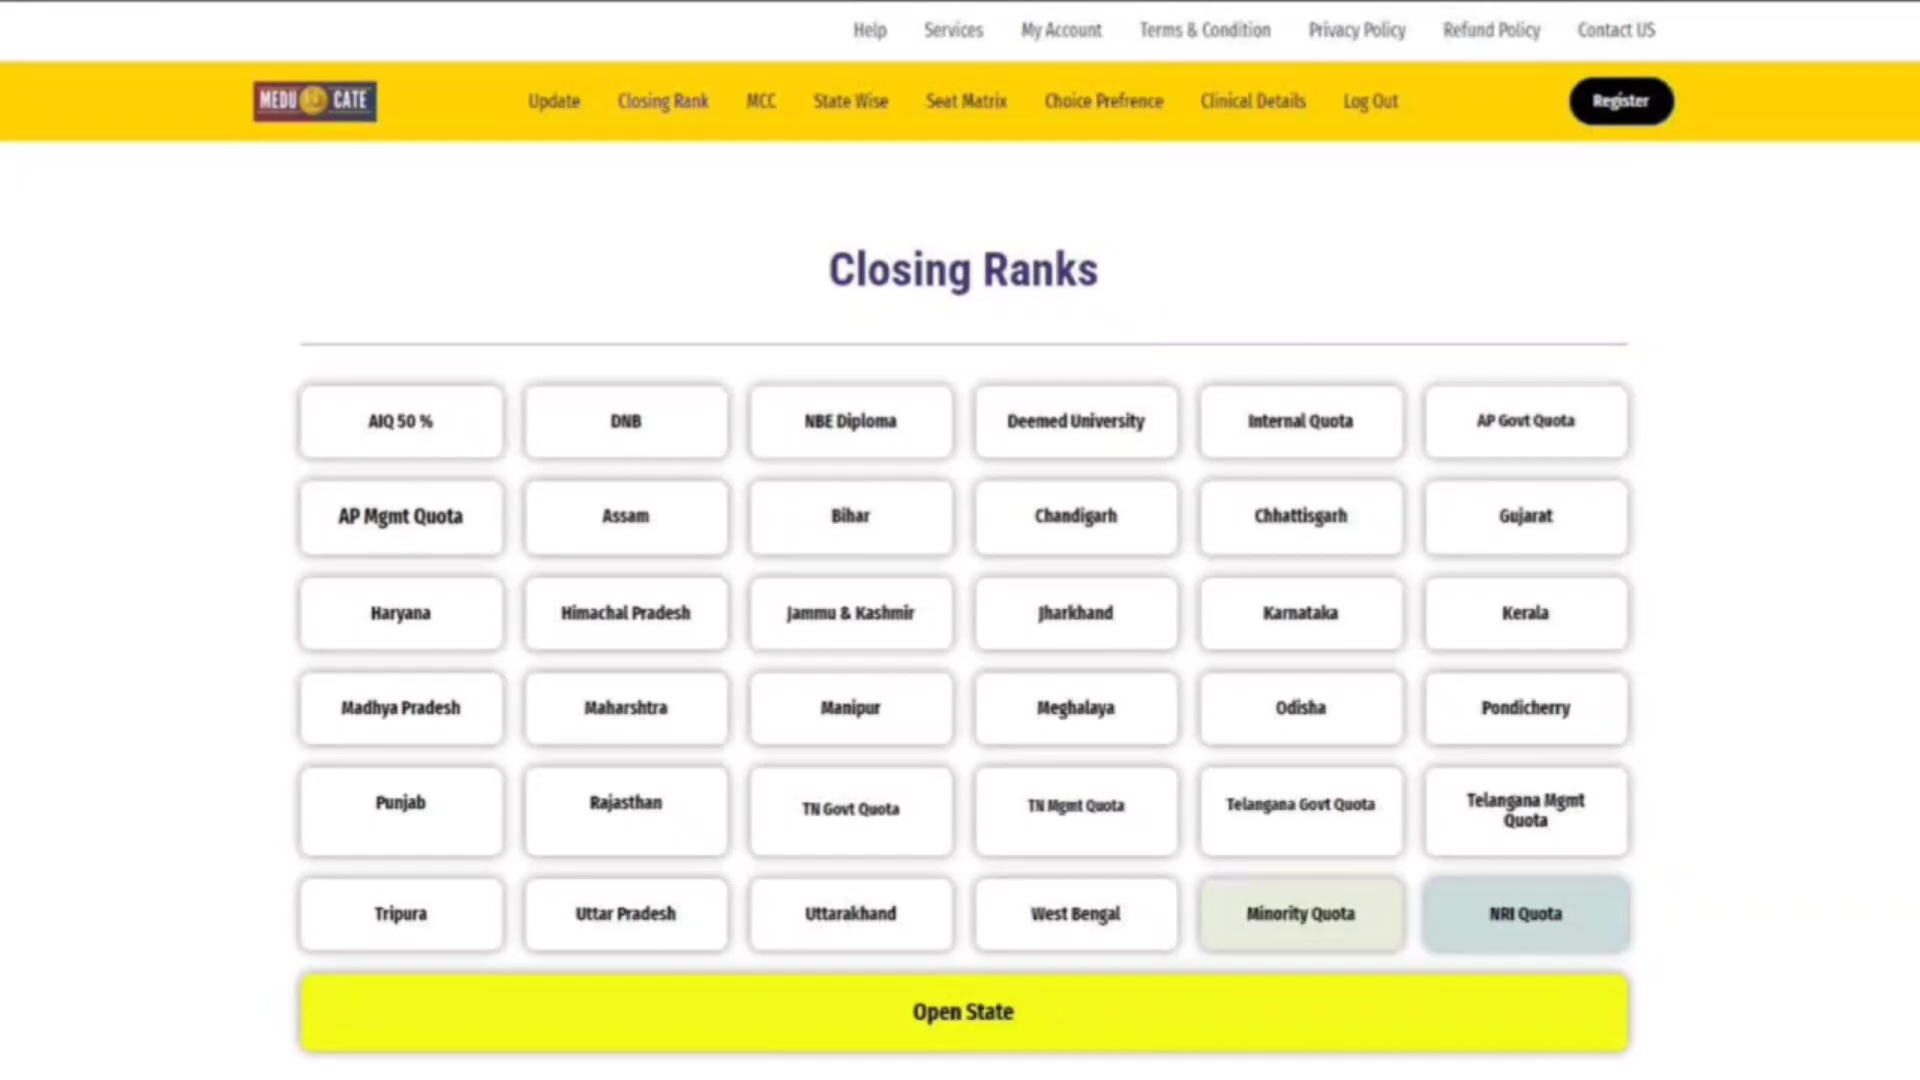 Help Services My Account Terms & Condition Privacy Policy Refund Policy Contact US
MEDU CATE Update Closing Rank MCC State Wise Seat Matrix Choice Prefrence Clinical Details Log Out Register
Closing Ranks
AIQ 50 % DNB NBE Diploma Deemed University Internal Quota AP Govt Quota
AP Mgmt Quota Assam Bihar Chandigarh Chhattisgarh Gujarat
Haryana Himachal Pradesh Jammu & Kashmir Jharkhand Karnataka Kerala
Madhya Pradesh Maharshtra Manipur Meghalaya Odisha Pondicherry
Punjab Rajasthan TN Govt Quota TN Mgmt Quota Telangana Govt Quota Telangana Mgmt
Quota
Tripura Uttar Pradesh Uttarakhand West Bengal Minority Quota NRI Quota
Open State